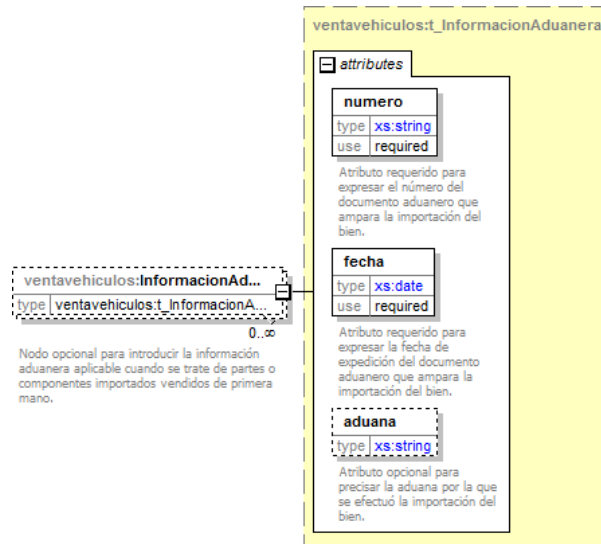 ventavehiculos:t_InformacionAduanera
attributes
numero
type xs:string
use required
Atributo requerido para
expresar el número del
documento aduanero que
ampara la importación del
bien.
fecha
type xs:date
use required
Atributo requerido para
expresar la fecha de
expedición del documento
aduanero que ampara la
importación del bien.
aduana
type xs:string
Atributo opcional para
precisar la aduana por la que
se efectuó la importación del
bien.
ventavehiculos:InformacionAd...
type ventavehiculos:t_InformacionA...
0..∞
Nodo opcional para introducir la información
aduanera aplicable cuando se trate de partes o
componentes importados vendidos de primera
mano.